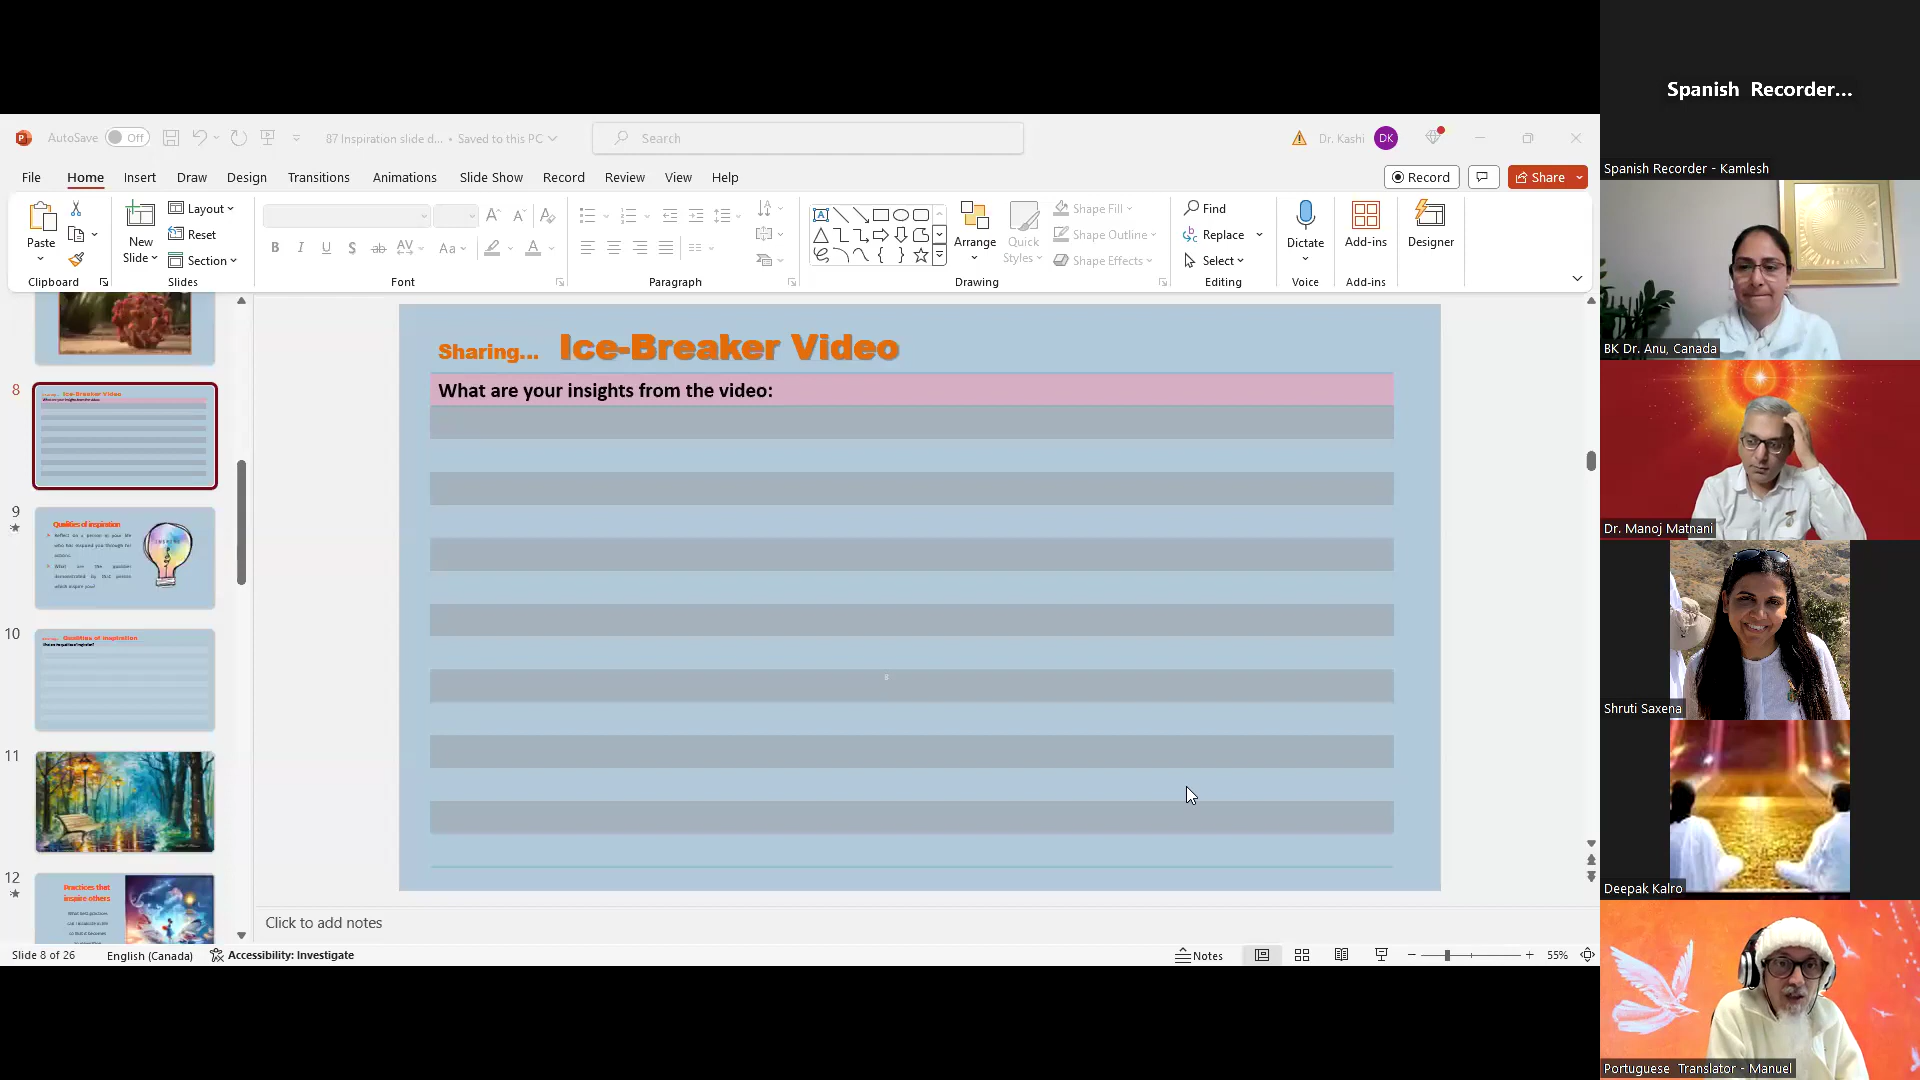 AutoSave Off 87 Inspiration slide d... • Saved to this PC Search Dr. Kashi DK
File Home Insert Draw Design Transitions Animations Slide Show Record Review View Help Record Share
Paste New Slide Layout Reset Section Arrange Quick Styles Shape Fill Shape Outline Shape Effects Find Replace Select Dictate Add-ins Designer
Clipboard Slides Font Paragraph Drawing Editing Voice Add-ins
Sharing... Ice-Breaker Video
What are your insights from the video:
8
8
Ice-Breaker Video
9
Qualities of inspiration
10
Qualities of inspiration
11
12
Practices that
inspire others
Click to add notes
Slide 8 of 26 English (Canada) Accessibility: Investigate Notes 55%
Spanish Recorder...
Spanish Recorder - Kamlesh
BK Dr. Anu, Canada
Dr. Manoj Matnani
Shruti Saxena
Deepak Kalro
Portuguese Translator - Manuel